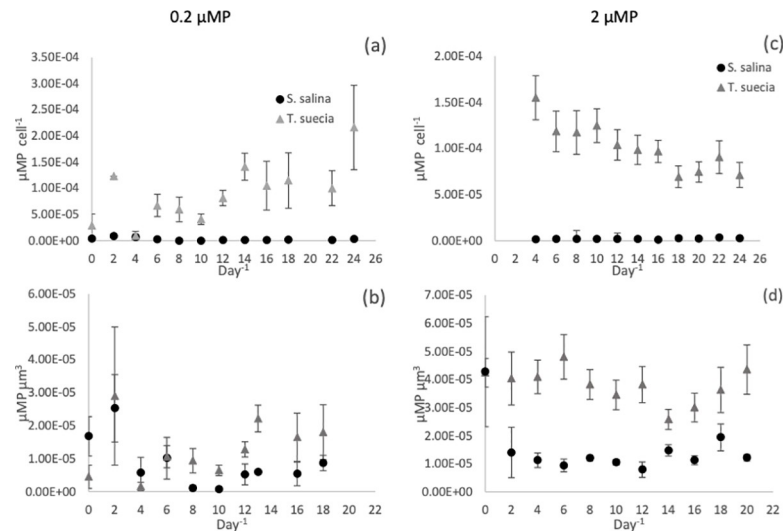 0.2 µMP
2 µMP
(a)
3.50E-04
3.00E-04
2.50E-04
2.00E-04
1.50E-04
1.00E-04
5.00E-05
0.00E+00
µMP cell⁻¹
S. salina
T. suecia
0 2 4 6 8 10 12 14 16 18 20 22 24 26
Day⁻¹
(c)
2.00E-04
1.50E-04
1.00E-04
5.00E-05
0.00E+00
µMP cell⁻¹
S. salina
T. suecia
0 2 4 6 8 10 12 14 16 18 20 22 24 26
Day⁻¹
(b)
6.00E-05
5.00E-05
4.00E-05
3.00E-05
2.00E-05
1.00E-05
0.00E+00
µMP µm³
0 2 4 6 8 10 12 14 16 18 20 22 24
Day⁻¹
(d)
7.00E-05
6.00E-05
5.00E-05
4.00E-05
3.00E-05
2.00E-05
1.00E-05
0.00E+00
µMP µm³
0 2 4 6 8 10 12 14 16 18 20 22
Day⁻¹